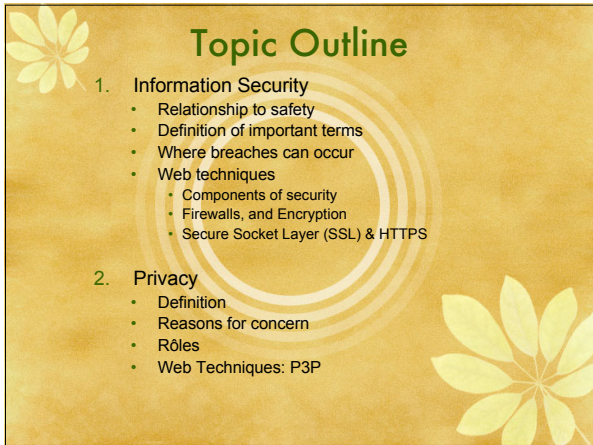 Topic Outline
1. Information Security
• Relationship to safety
• Definition of important terms
• Where breaches can occur
• Web techniques
• Components of security
• Firewalls, and Encryption
• Secure Socket Layer (SSL) & HTTPS
2. Privacy
• Definition
• Reasons for concern
• Rôles
• Web Techniques: P3P